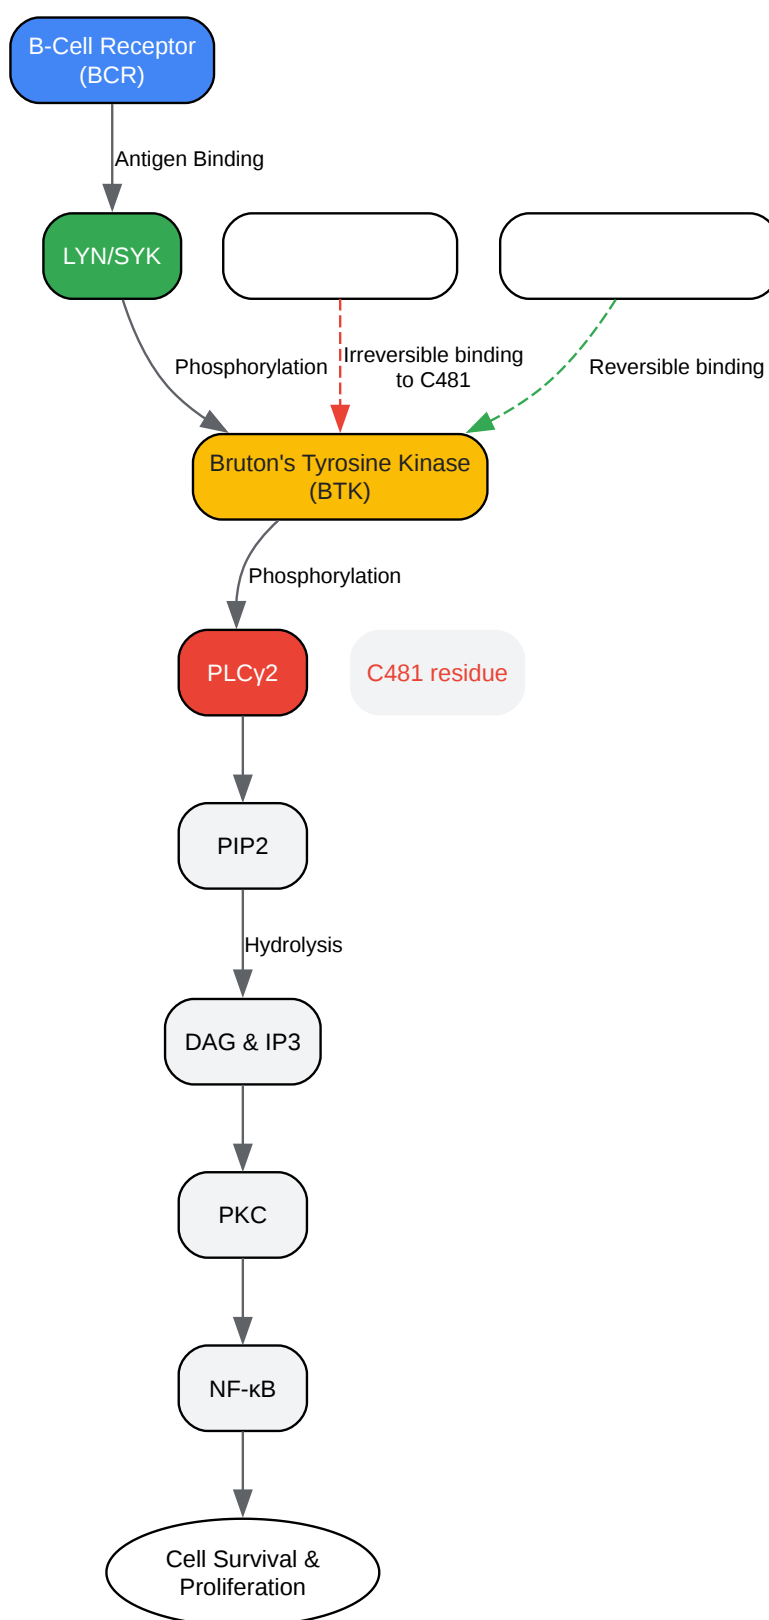 B-Cell Receptor
(BCR)
Antigen Binding
LYN/SYK
Phosphorylation
Irreversible binding
to C481
Reversible binding
Bruton's Tyrosine Kinase
(BTK)
Phosphorylation
PLCγ2
C481 residue
PIP2
Hydrolysis
DAG & IP3
PKC
NF-κB
Cell Survival &
Proliferation